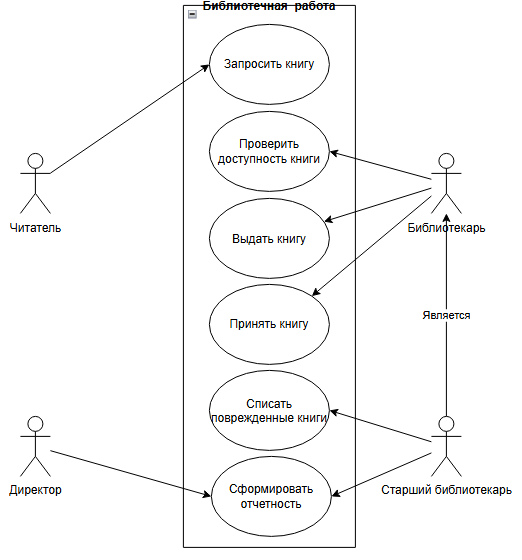 Библиотечная работа
Запросить книгу
Проверить
доступность книги
Читатель
Библиотекарь
Выдать книгу
Является
Принять книгу
Списать
поврежденные книги
Директор
Старший библиотекарь
Сформировать
отчетность